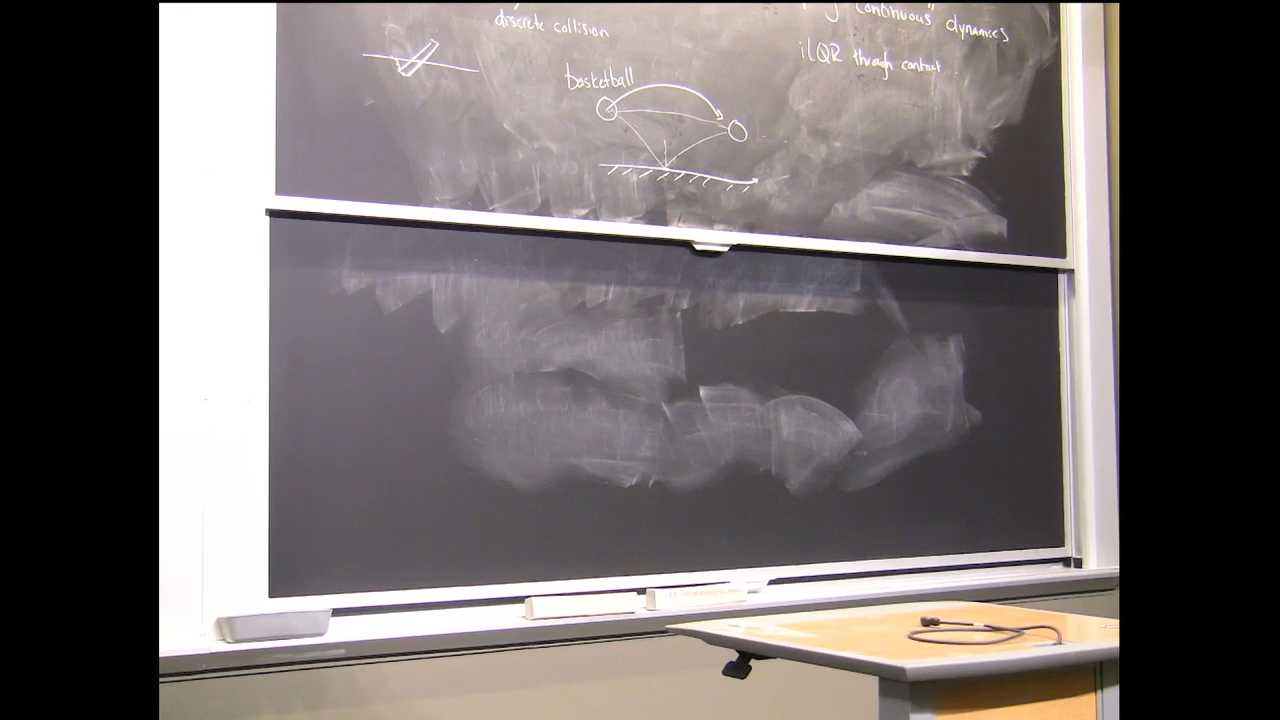 discrete collision
basketball
continuous" dynamics
iLQR through contact